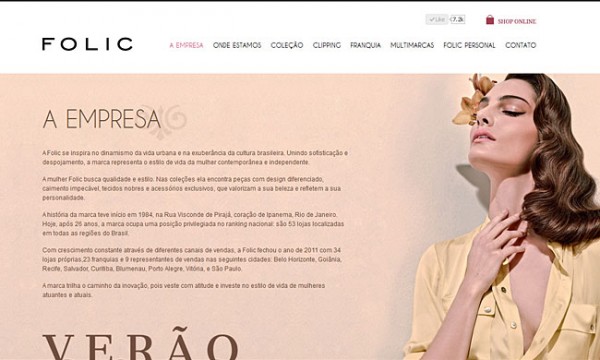 Like 7.2k SHOP ONLINE
FOLIC A EMPRESA ONDE ESTAMOS COLEÇÃO CLIPPING FRANQUIA MULTIMARCAS FOLIC PERSONAL CONTATO
A EMPRESA
A Folic se inspira no dinamismo da vida urbana e na exuberância da cultura brasileira. Unindo sofisticação e
despojamento, a marca representa o estilo de vida da mulher contemporânea e independente.
A mulher Folic busca qualidade e estilo. Nas coleções ela encontra peças com design diferenciado,
caimento impecável, tecidos nobres e acessórios exclusivos, que valorizam a sua beleza e refletem a sua
personalidade.
A história da marca teve início em 1984, na Rua Visconde de Pirajá, coração de Ipanema, Rio de Janeiro,
Hoje, após 26 anos, a marca ocupa uma posição privilegiada no ranking nacional: são 53 lojas localizadas
em todas as regiões do Brasil.
Com crescimento constante através de diferentes canais de vendas, a Folic fechou o ano de 2011 com 34
lojas próprias,23 franquias e 9 representantes de vendas nas seguintes cidades: Belo Horizonte, Goiânia,
Recife, Salvador, Curitiba, Blumenau, Porto Alegre, Vitória, e São Paulo.
A marca trilha o caminho da inovação, pois veste com atitude e investe no estilo de vida de mulheres
atuantes e atuais.
VERÃO